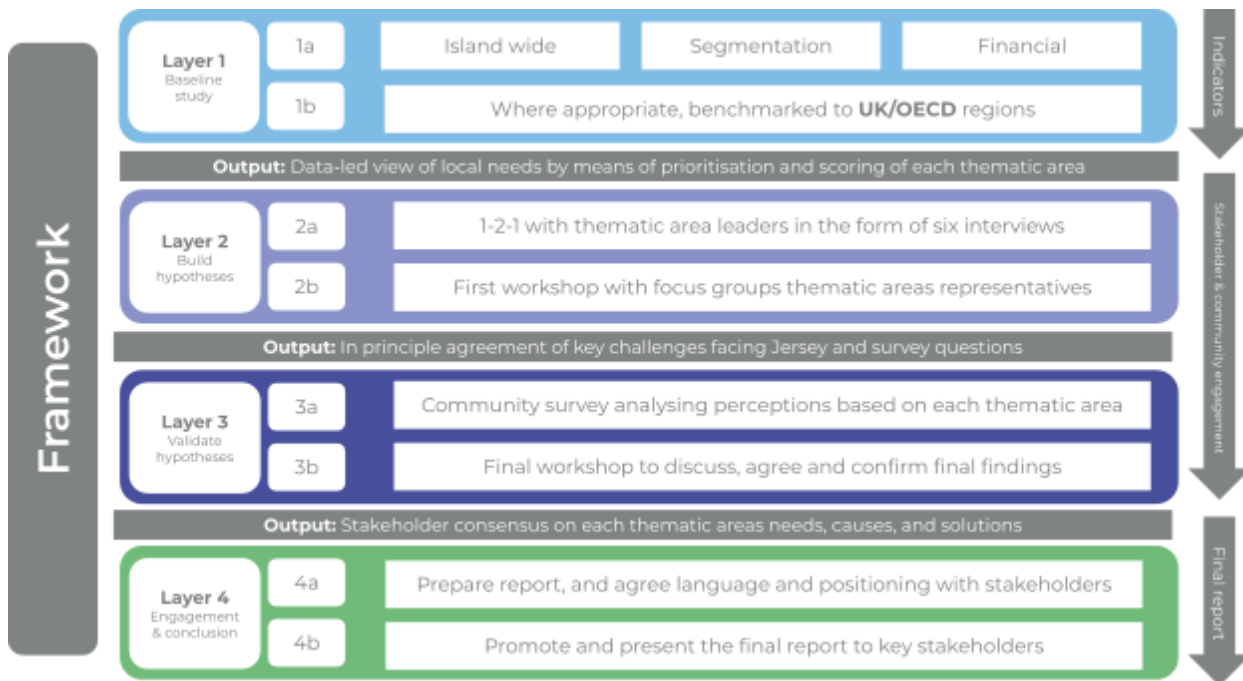 Framework
Layer 1
Baseline
study
1a
Island wide
Segmentation
Financial
1b
Where appropriate, benchmarked to UK/OECD regions
Output: Data-led view of local needs by means of prioritisation and scoring of each thematic area
Layer 2
Build
hypotheses
2a
1-2-1 with thematic area leaders in the form of six interviews
2b
First workshop with focus groups thematic areas representatives
Output: In principle agreement of key challenges facing Jersey and survey questions
Layer 3
Validate
hypotheses
3a
Community survey analysing perceptions based on each thematic area
3b
Final workshop to discuss, agree and confirm final findings
Output: Stakeholder consensus on each thematic areas needs, causes, and solutions
Layer 4
Engagement
& conclusion
4a
Prepare report, and agree language and positioning with stakeholders
4b
Promote and present the final report to key stakeholders
Indicators
Stakeholder & community engagement
Final report